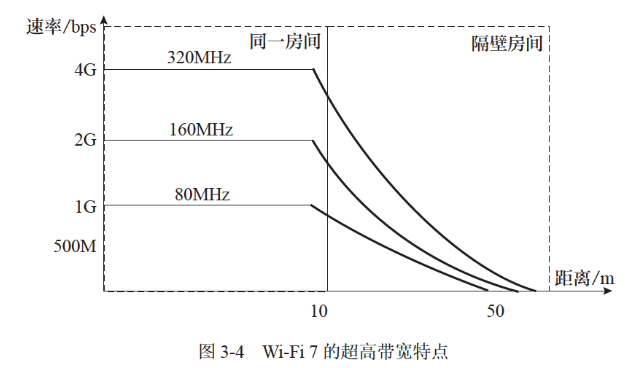 速率/bps
同一房间
隔壁房间
320MHz
4G
160MHz
2G
80MHz
1G
500M
距离/m
10
50
图 3-4 Wi-Fi 7 的超高带宽特点